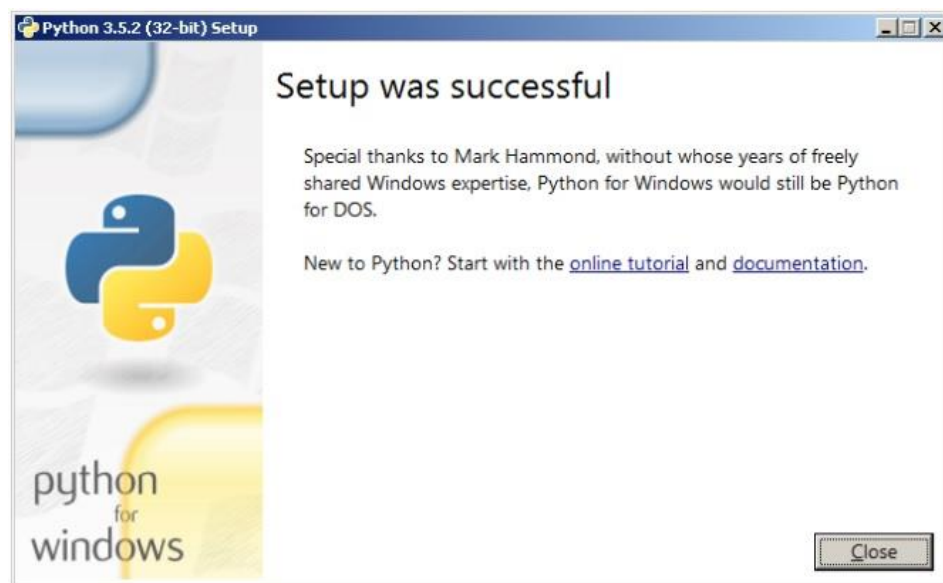 Python 3.5.2 (32-bit) Setup
Setup was successful
Special thanks to Mark Hammond, without whose years of freely
shared Windows expertise, Python for Windows would still be Python
for DOS.
New to Python? Start with the online tutorial and documentation.
python
for
windows
Close